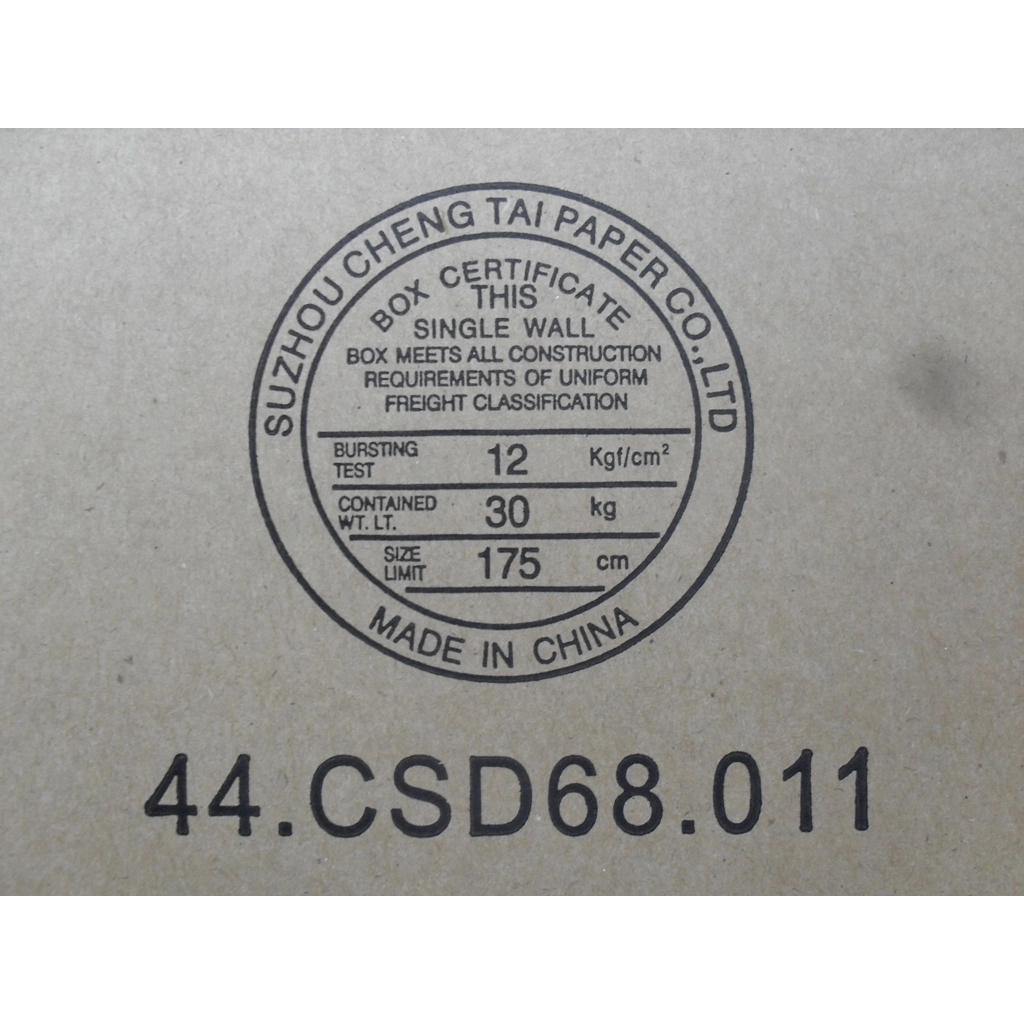 SUZHOU CHENG TAI PAPER CO.,LTD
BOX CERTIFICATE
THIS
SINGLE WALL
BOX MEETS ALL CONSTRUCTION
REQUIREMENTS OF UNIFORM
FREIGHT CLASSIFICATION
BURSTING TEST 12 Kgf/cm²
CONTAINED WT. LT. 30 kg
SIZE LIMIT 175 cm
MADE IN CHINA
44.CSD68.011